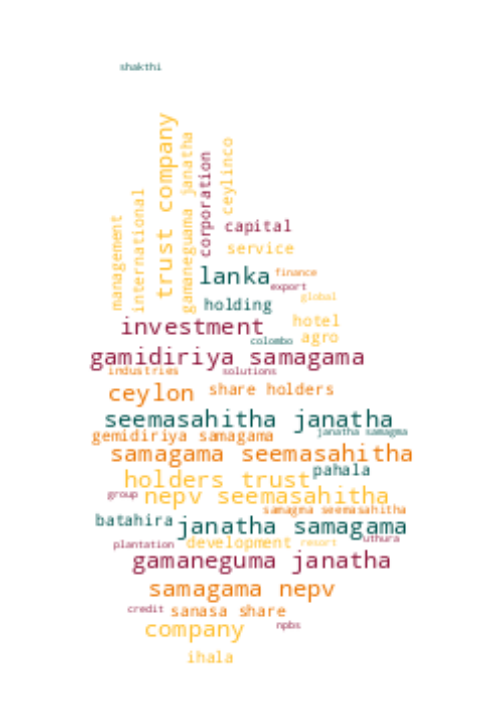 shakthi
trust company
gamaneguama janatha
ceylinco
corporation
international
management
capital
service
lanka
finance
export
global
holding
investment
hotel
colombo
agro
gamidiriya samagama
industries
solutions
ceylon
share holders
seemasahitha janatha
gemidiriya samagama
janatha samagma
samagama seemasahitha
pahala
holders trust
group
nepv seemasahitha
samagma seemasahitha
batahira
janatha samagama
uthura
plantation
development
resort
gamaneguma janatha
samagama nepv
credit
sanasa share
company
npbs
ihala